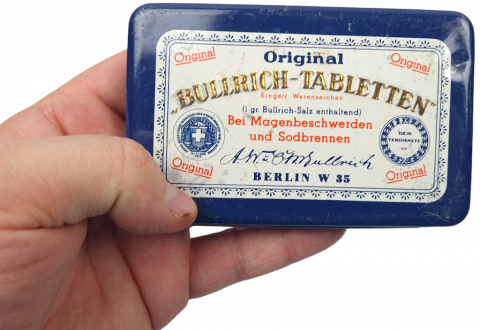 Original
Original
Original
„BULLRICH-TABLETTEN“
Eingetr. Warenzeichen
(1 gr. Bullrich-Salz enthaltend)
Bei Magenbeschwerden
und Sodbrennen
DEM
VERDIENSTE
Bullrich
Original
Original
BERLIN W 35